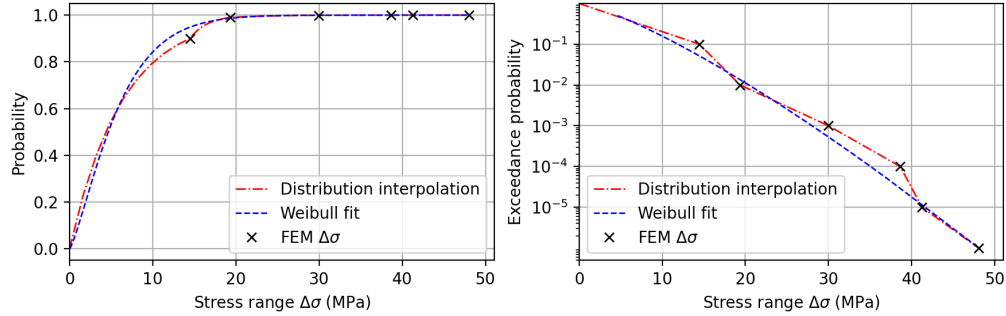 1.0
0.8
0.6
0.4
0.2
0.0
Probability
0 10 20 30 40 50
Stress range Δσ (MPa)
Distribution interpolation
Weibull fit
FEM Δσ
10⁻¹
10⁻²
10⁻³
10⁻⁴
10⁻⁵
Exceedance probability
0 10 20 30 40 50
Stress range Δσ (MPa)
Distribution interpolation
Weibull fit
FEM Δσ